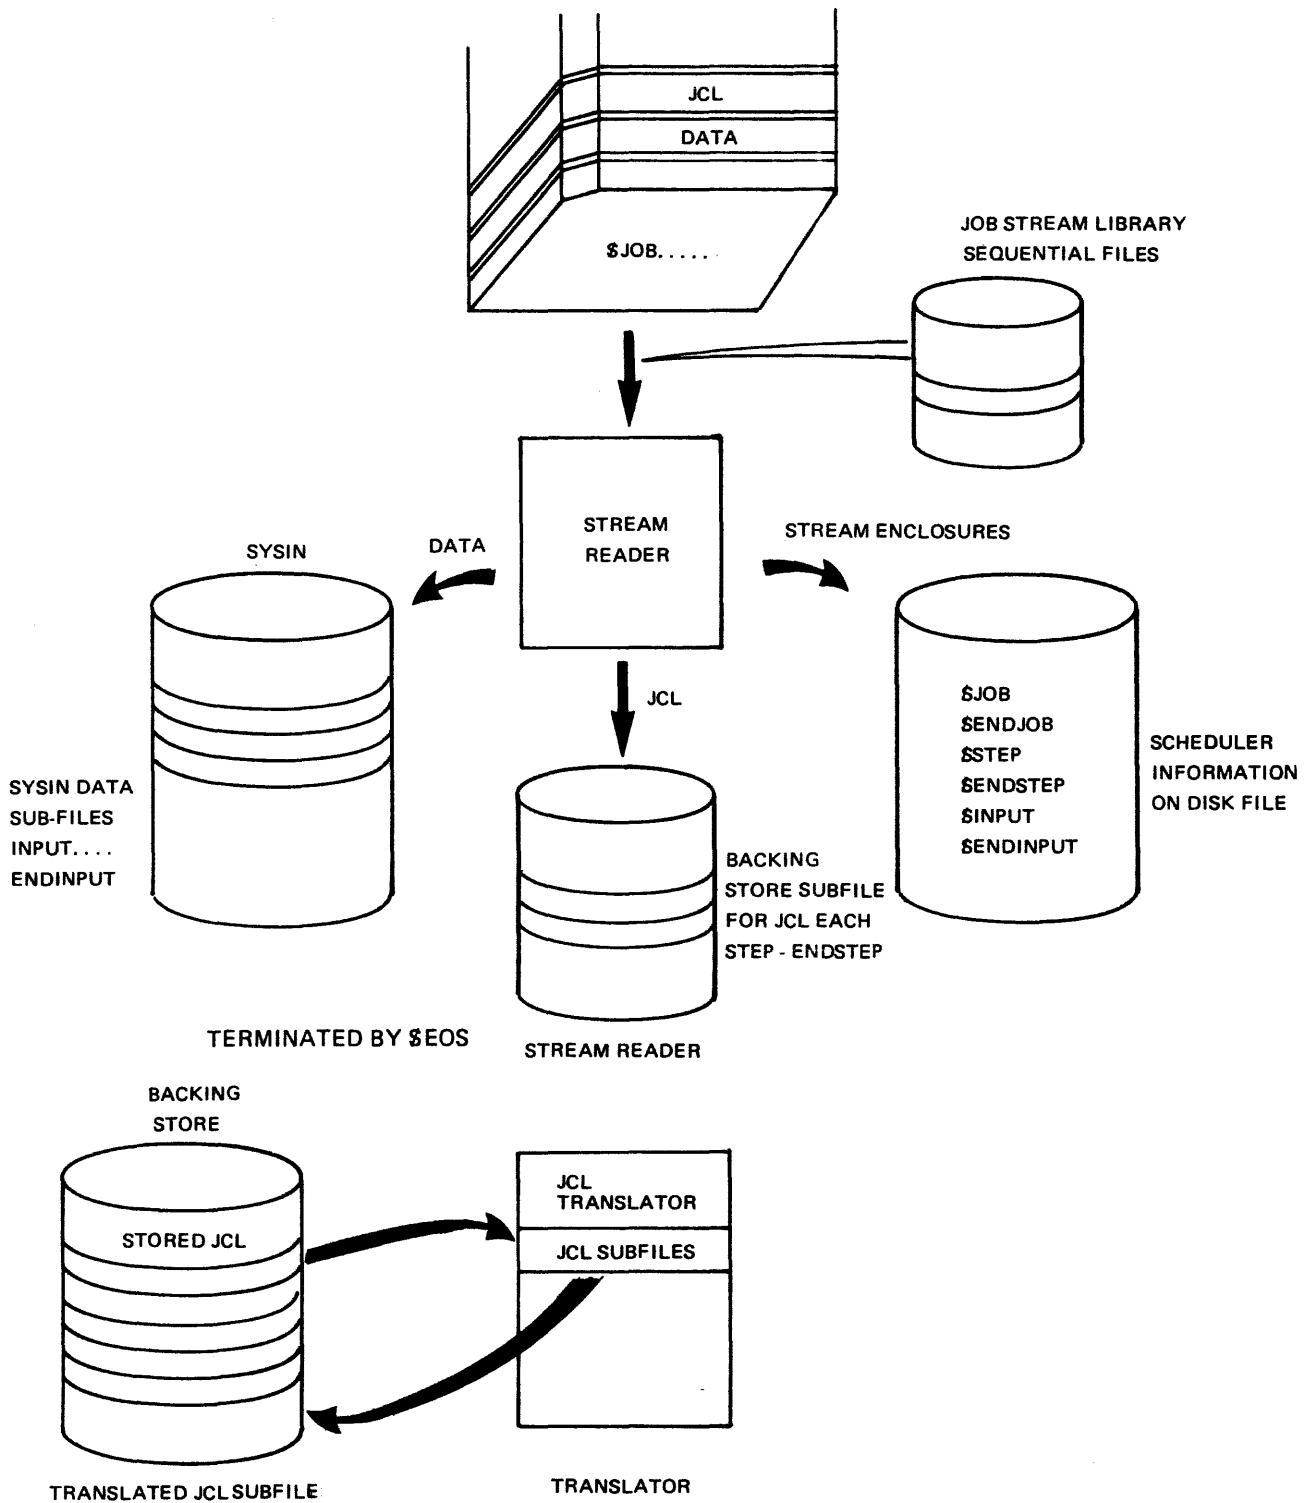 JCL
DATA
$JOB.....
JOB STREAM LIBRARY
SEQUENTIAL FILES
STREAM
READER
STREAM ENCLOSURES
DATA
SYSIN
JCL
$JOB
$ENDJOB
$STEP
$ENDSTEP
$INPUT
$ENDINPUT
SCHEDULER
INFORMATION
ON DISK FILE
SYSIN DATA
SUB-FILES
INPUT....
ENDINPUT
BACKING
STORE SUBFILE
FOR JCL EACH
STEP - ENDSTEP
TERMINATED BY $EOS
STREAM READER
BACKING
STORE
STORED JCL
JCL
TRANSLATOR
JCL SUBFILES
TRANSLATED JCL SUBFILE
TRANSLATOR